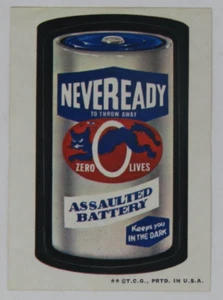 NEVEREADY
TO THROW AWAY
ZERO LIVES
ASSAULTED
BATTERY
Keeps you
IN THE DARK
** ©T.C.G., PRTD. IN U.S.A.